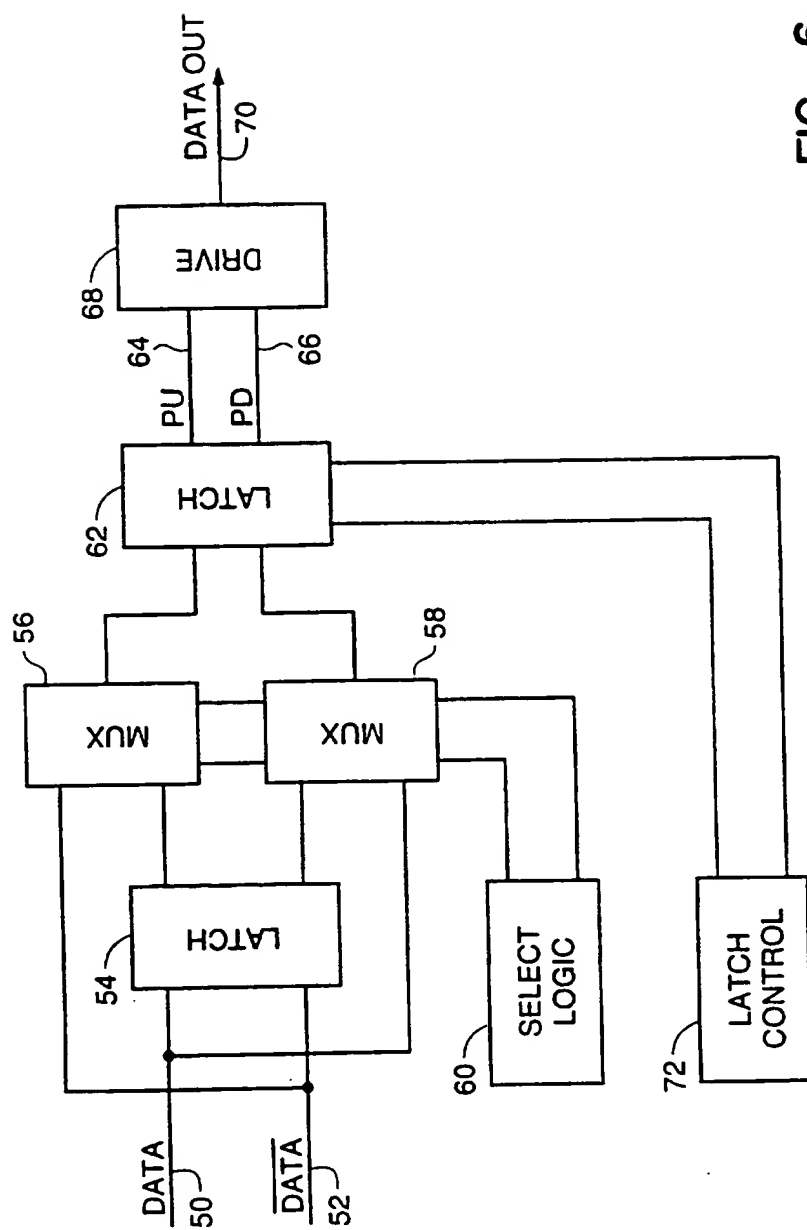 DATA OUT
70
DRIVE
68
64
66
PU
PD
LATCH
62
56
58
MUX
MUX
LATCH
54
SELECT
LOGIC
60
LATCH
CONTROL
72
DATA
50
DATA
52
FIG. 6